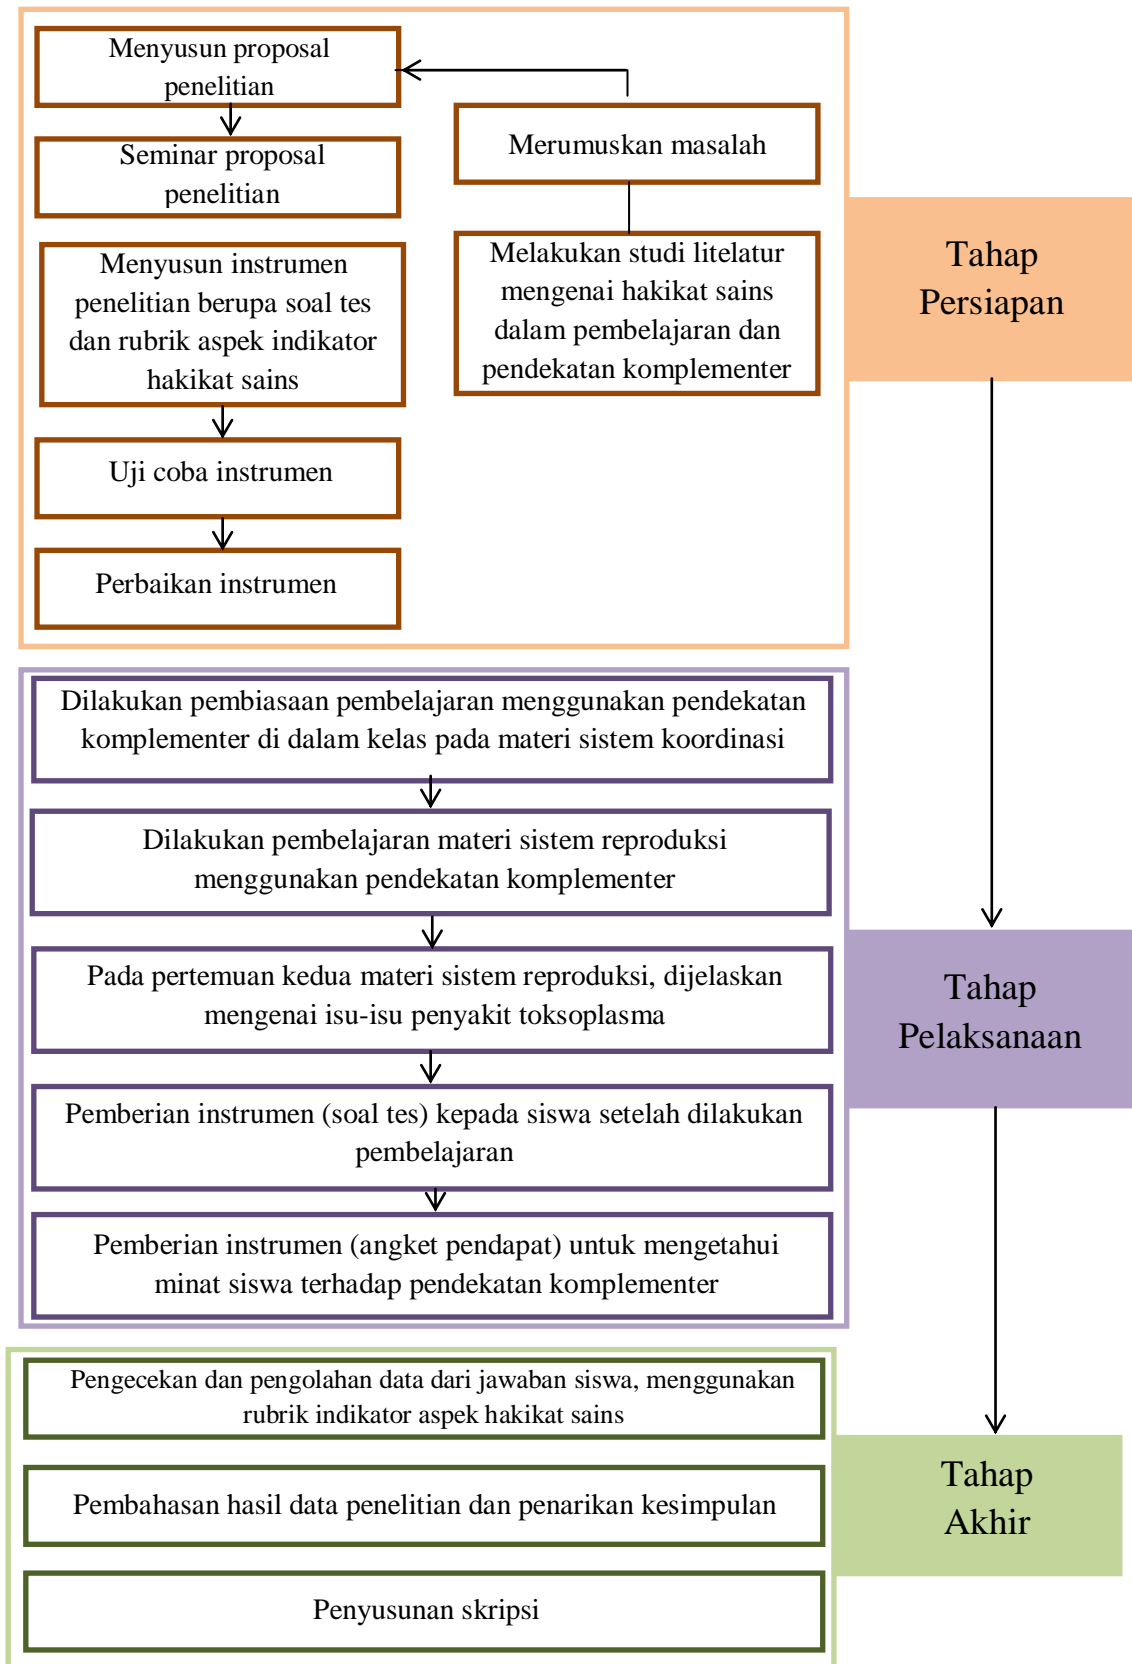 Menyusun proposal
penelitian
Seminar proposal
penelitian
Merumuskan masalah
Menyusun instrumen
penelitian berupa soal tes
dan rubrik aspek indikator
hakikat sains
Melakukan studi litelatur
mengenai hakikat sains
dalam pembelajaran dan
pendekatan komplementer
Uji coba instrumen
Perbaikan instrumen
Tahap
Persiapan
Dilakukan pembiasaan pembelajaran menggunakan pendekatan
komplementer di dalam kelas pada materi sistem koordinasi
Dilakukan pembelajaran materi sistem reproduksi
menggunakan pendekatan komplementer
Pada pertemuan kedua materi sistem reproduksi, dijelaskan
mengenai isu-isu penyakit toksoplasma
Pemberian instrumen (soal tes) kepada siswa setelah dilakukan
pembelajaran
Pemberian instrumen (angket pendapat) untuk mengetahui
minat siswa terhadap pendekatan komplementer
Tahap
Pelaksanaan
Pengecekan dan pengolahan data dari jawaban siswa, menggunakan
rubrik indikator aspek hakikat sains
Pembahasan hasil data penelitian dan penarikan kesimpulan
Penyusunan skripsi
Tahap
Akhir